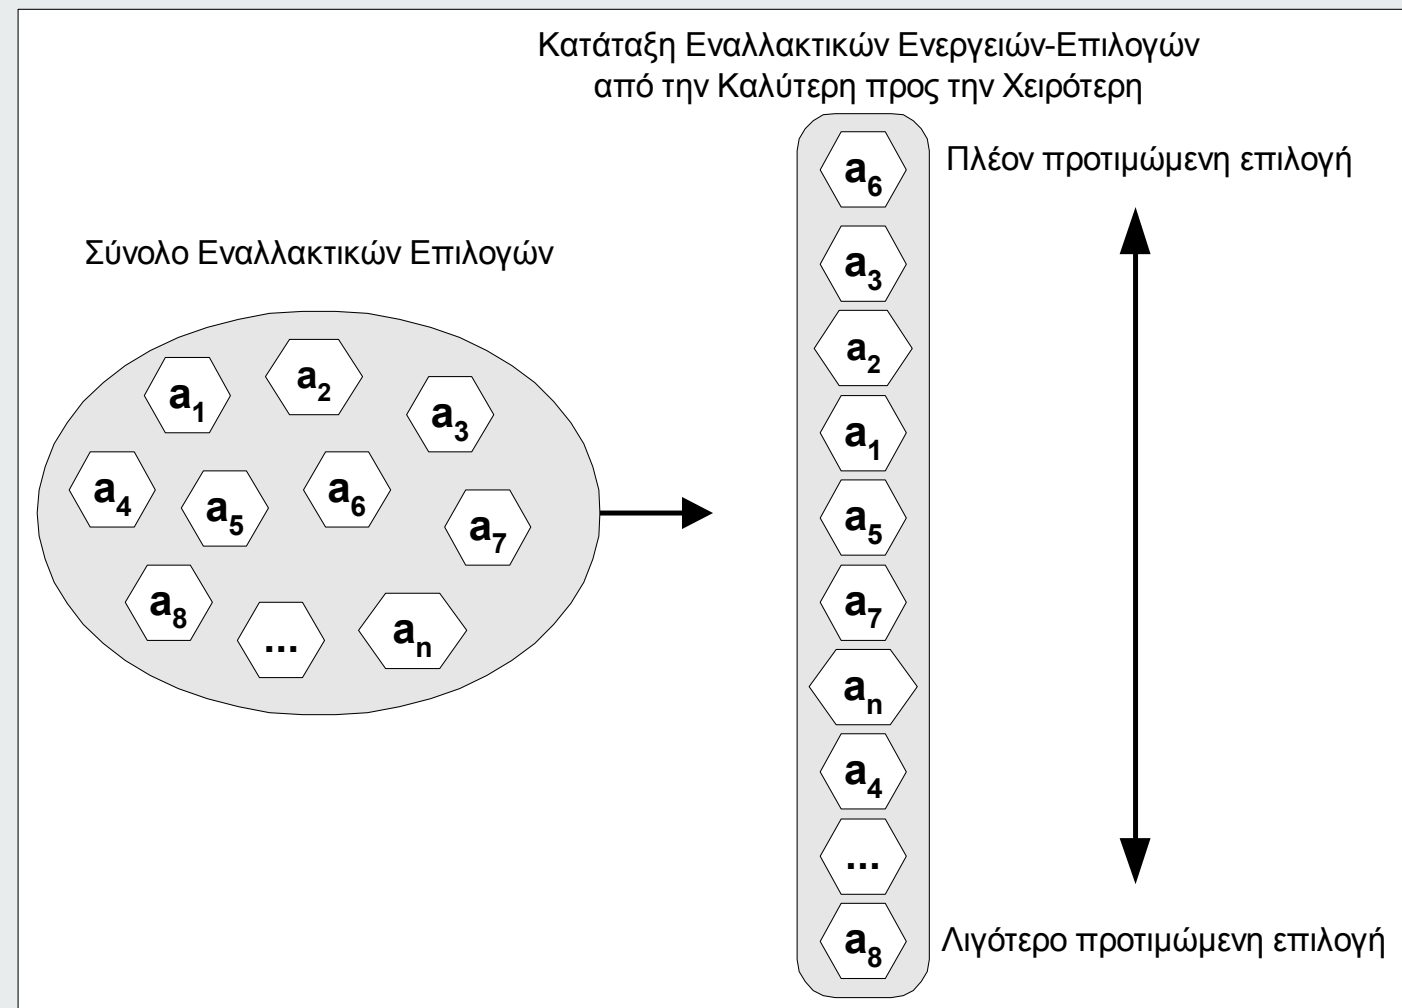 Κατάταξη Εναλλακτικών Ενεργειών-Επιλογών
από την Καλύτερη προς την Χειρότερη
Πλέον προτιμώμενη επιλογή
Σύνολο Εναλλακτικών Επιλογών
a1
a2
a3
a4
a5
a6
a7
a8
...
an
a6
a3
a2
a1
a5
a7
an
a4
...
a8
Λιγότερο προτιμώμενη επιλογή